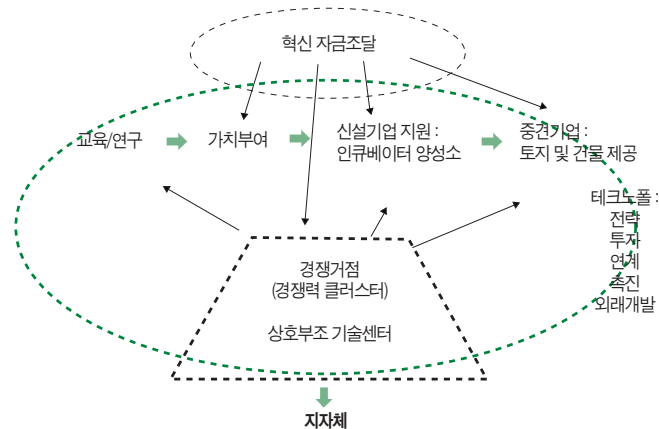 혁신 자금조달
교육/연구
가치부여
신설기업 지원 :
인큐베이터 양성소
중견기업 :
토지 및 건물 제공
테크노폴 :
전략
투자
연계
촉진
외래개발
경쟁거점
(경쟁력 클러스터)
상호부조 기술센터
지자체